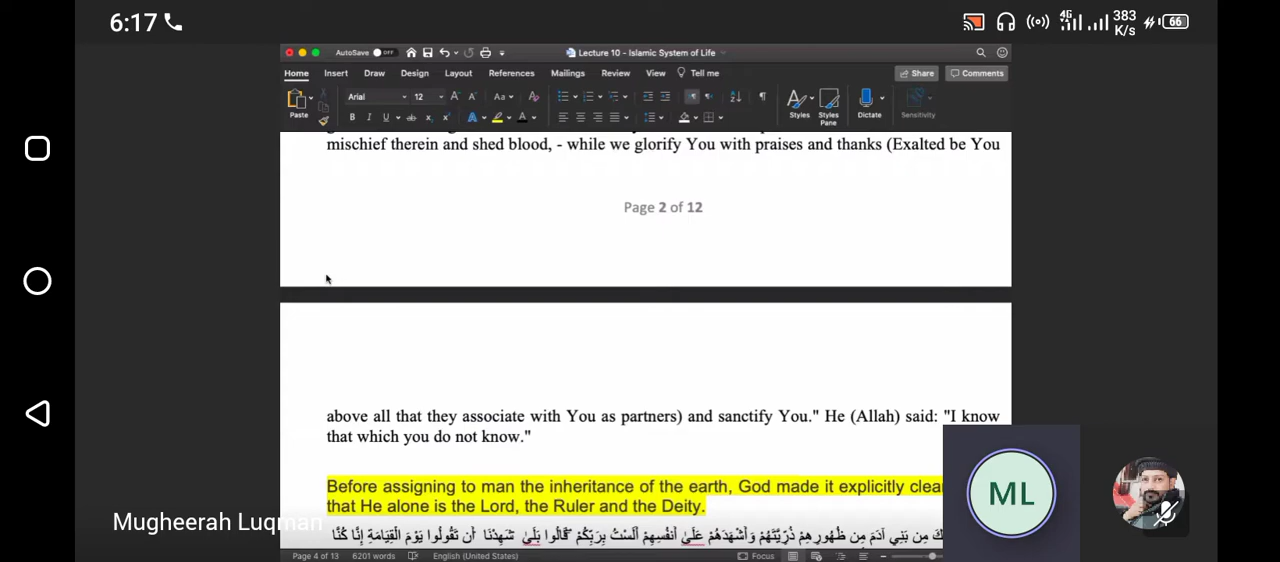 6:17
4G 383 K/s 66
AutoSave OFF Lecture 10 - Islamic System of Life
Home Insert Draw Design Layout References Mailings Review View Tell me Share Comments
Paste Arial 12 Aa Styles Styles Pane Dictate Sensitivity
mischief therein and shed blood, - while we glorify You with praises and thanks (Exalted be You
Page 2 of 12
above all that they associate with You as partners) and sanctify You." He (Allah) said: "I know
that which you do not know."
Before assigning to man the inheritance of the earth, God made it explicitly clear
that He alone is the Lord, the Ruler and the Deity.
مِن بَنِي آدَمَ مِن ظُهُورِهِمْ ذُرِّيَّتَهُمْ وَأَشْهَدَهُمْ عَلَىٰ أَنفُسِهِمْ أَلَسْتُ بِرَبِّكُمْ ۖ قَالُوا بَلَىٰ ۛ شَهِدْنَا ۛ أَن تَقُولُوا يَوْمَ الْقِيَامَةِ إِنَّا كُنَّا
ML
Mugheerah Luqman
Page 4 of 13 6201 words English (United States) Focus